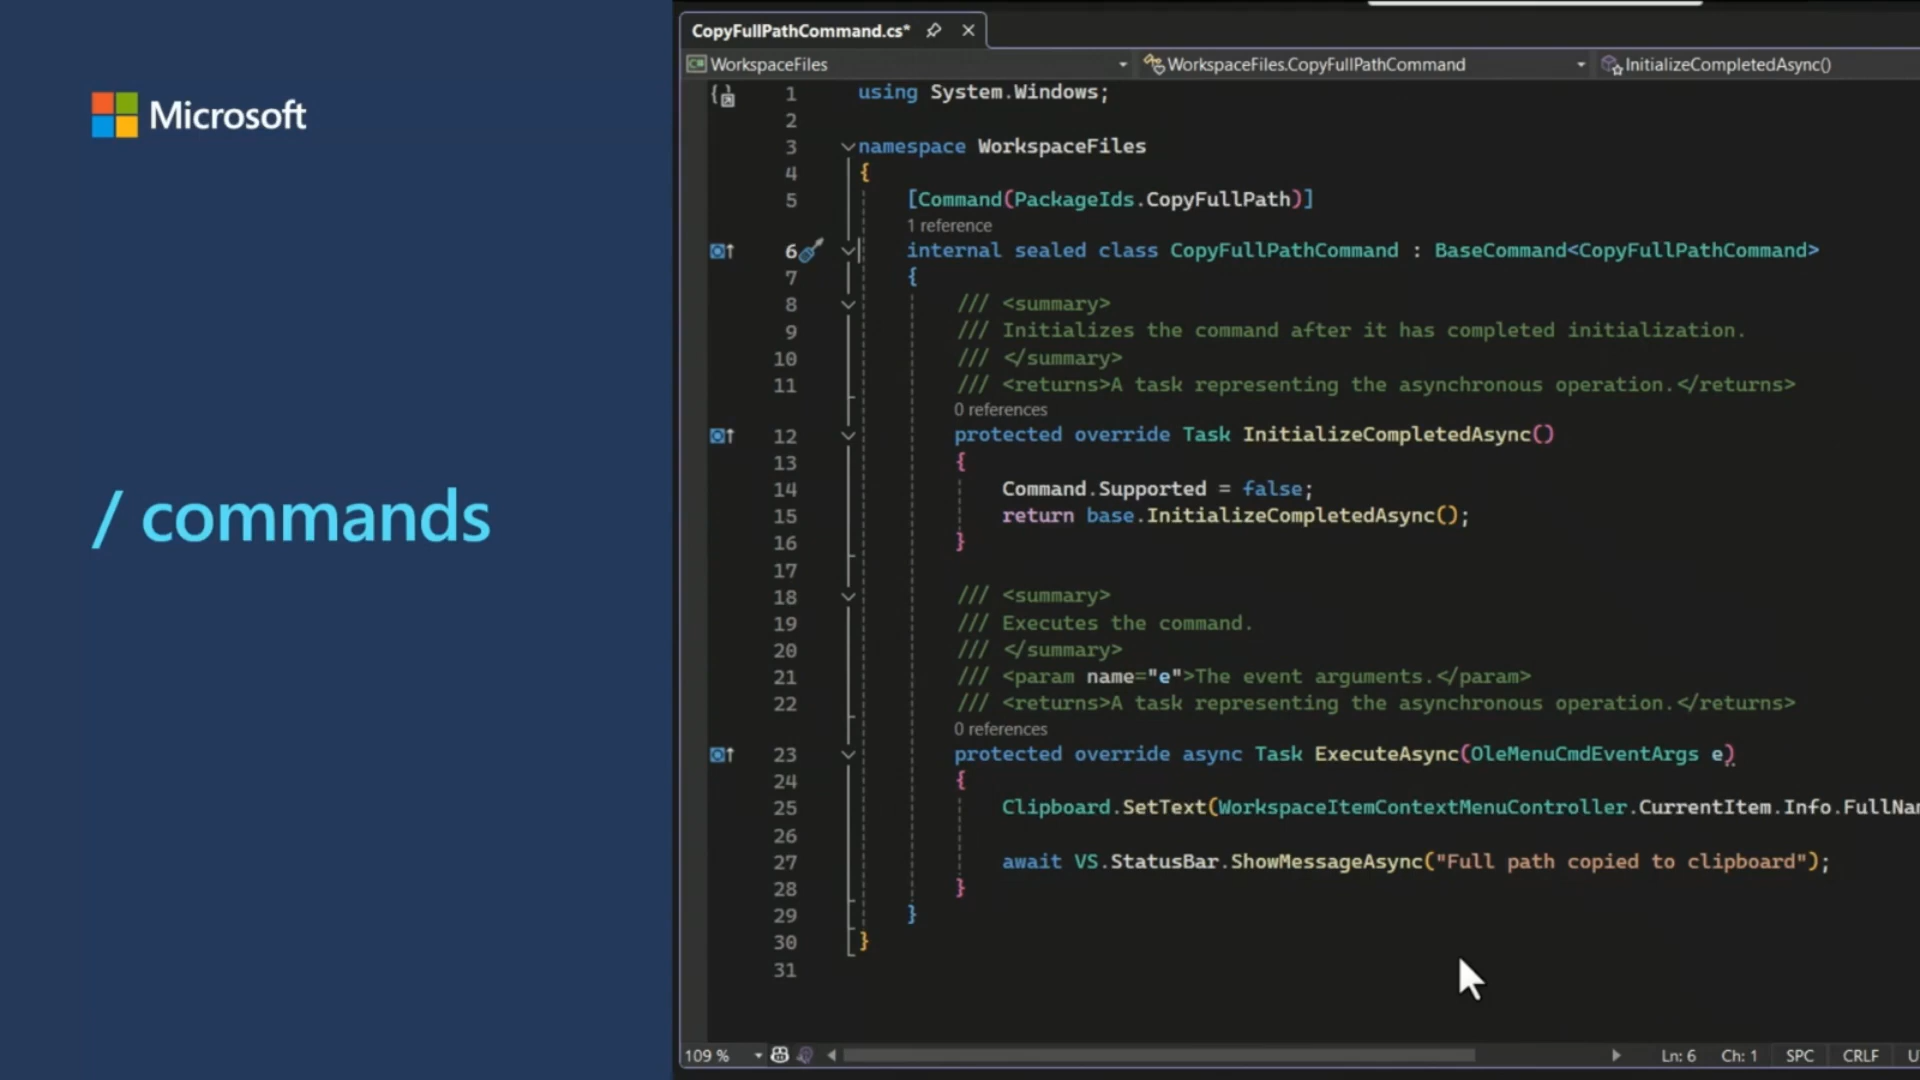 Microsoft
/ commands
CopyFullPathCommand.cs*
WorkspaceFiles
WorkspaceFiles.CopyFullPathCommand
InitializeCompletedAsync()
1 using System.Windows;
2
3 namespace WorkspaceFiles
4 {
5 [Command(PackageIds.CopyFullPath)]
1 reference
6 internal sealed class CopyFullPathCommand : BaseCommand<CopyFullPathCommand>
7 {
8 /// <summary>
9 /// Initializes the command after it has completed initialization.
10 /// </summary>
11 /// <returns>A task representing the asynchronous operation.</returns>
0 references
12 protected override Task InitializeCompletedAsync()
13 {
14 Command.Supported = false;
15 return base.InitializeCompletedAsync();
16 }
17
18 /// <summary>
19 /// Executes the command.
20 /// </summary>
21 /// <param name="e">The event arguments.</param>
22 /// <returns>A task representing the asynchronous operation.</returns>
0 references
23 protected override async Task ExecuteAsync(OleMenuCmdEventArgs e)
24 {
25 Clipboard.SetText(WorkspaceItemContextMenuController.CurrentItem.Info.FullNa
26
27 await VS.StatusBar.ShowMessageAsync("Full path copied to clipboard");
28 }
29 }
30 }
31
109 %
Ln: 6 Ch: 1 SPC CRLF